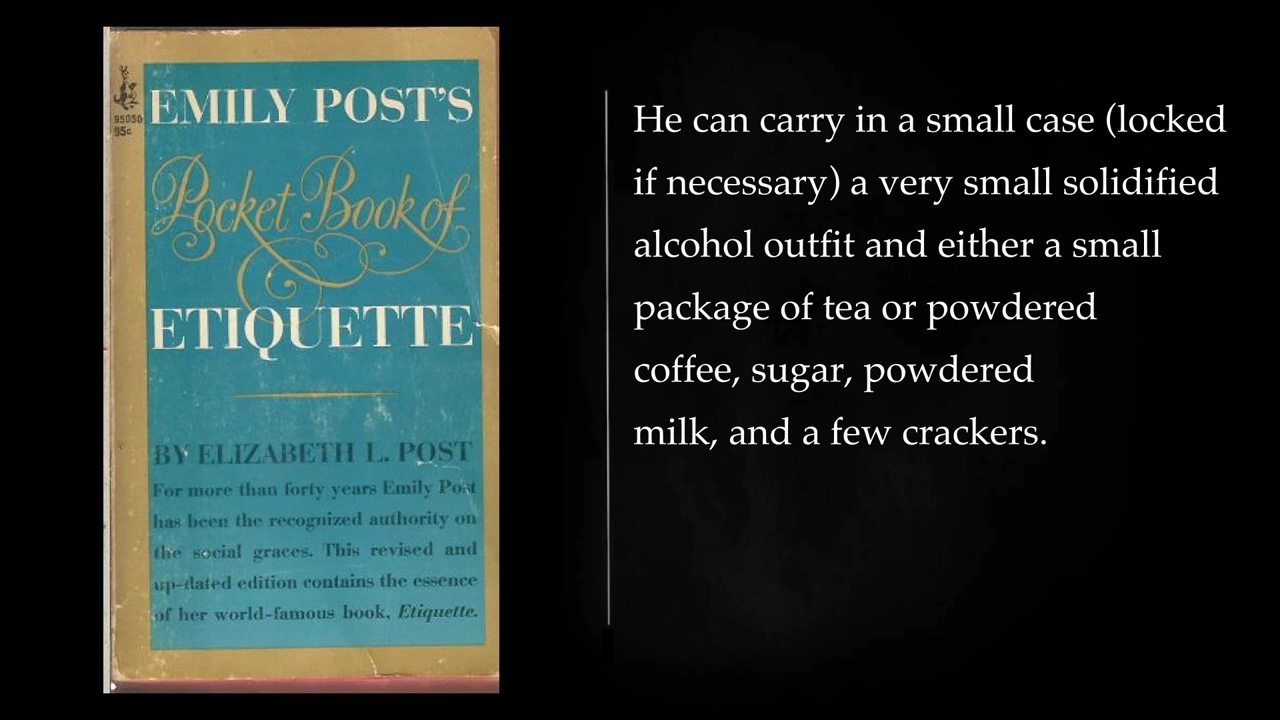 95050
95c
EMILY POST'S
Pocket Book of
ETIQUETTE
BY ELIZABETH L. POST
For more than forty years Emily Post
has been the recognized authority on
the social graces. This revised and
up-dated edition contains the essence
of her world-famous book, Etiquette.
He can carry in a small case (locked
if necessary) a very small solidified
alcohol outfit and either a small
package of tea or powdered
coffee, sugar, powdered
milk, and a few crackers.